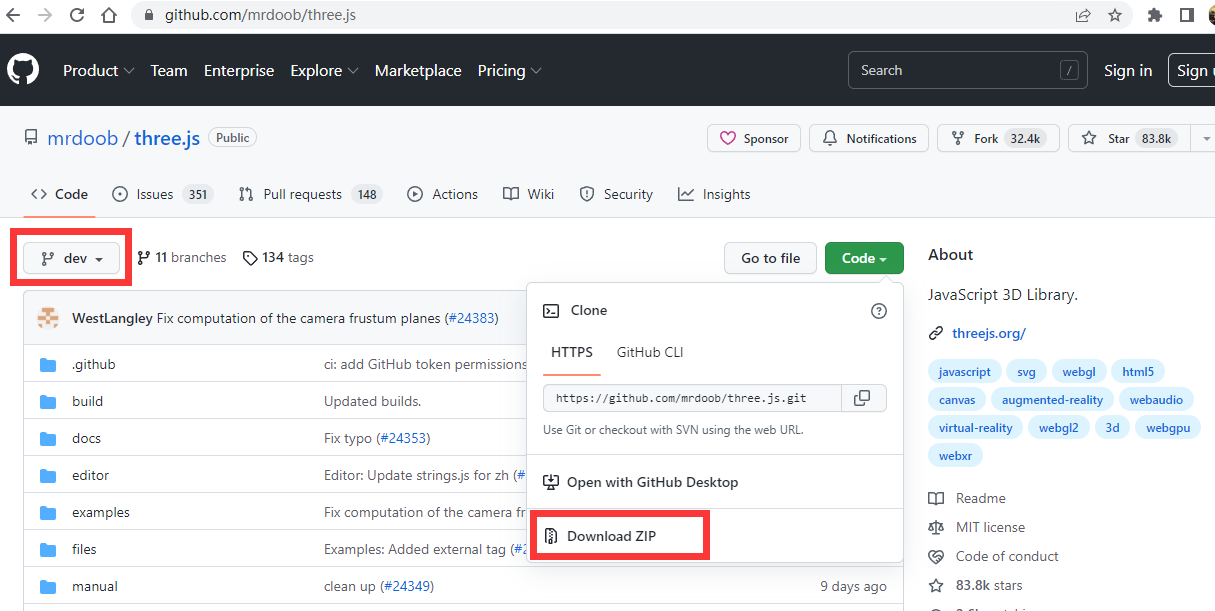 github.com/mrdoob/three.js
Product Team Enterprise Explore Marketplace Pricing Search / Sign in Sign
mrdoob / three.js Public Sponsor Notifications Fork 32.4k Star 83.8k
Code Issues 351 Pull requests 148 Actions Wiki Security Insights
dev 11 branches 134 tags Go to file Code
About
JavaScript 3D Library.
threejs.org/
javascript svg webgl html5
canvas augmented-reality webaudio
virtual-reality webgl2 3d webgpu
webxr
Readme
MIT license
Code of conduct
83.8k stars
WestLangley Fix computation of the camera frustum planes (#24383)
.github ci: add GitHub token permissions
build Updated builds.
docs Fix typo (#24353)
editor Editor: Update strings.js for zh (#
examples Fix computation of the camera fr
files Examples: Added external tag (#2
manual clean up (#24349) 9 days ago
Clone
HTTPS GitHub CLI
https://github.com/mrdoob/three.js.git
Use Git or checkout with SVN using the web URL.
Open with GitHub Desktop
Download ZIP